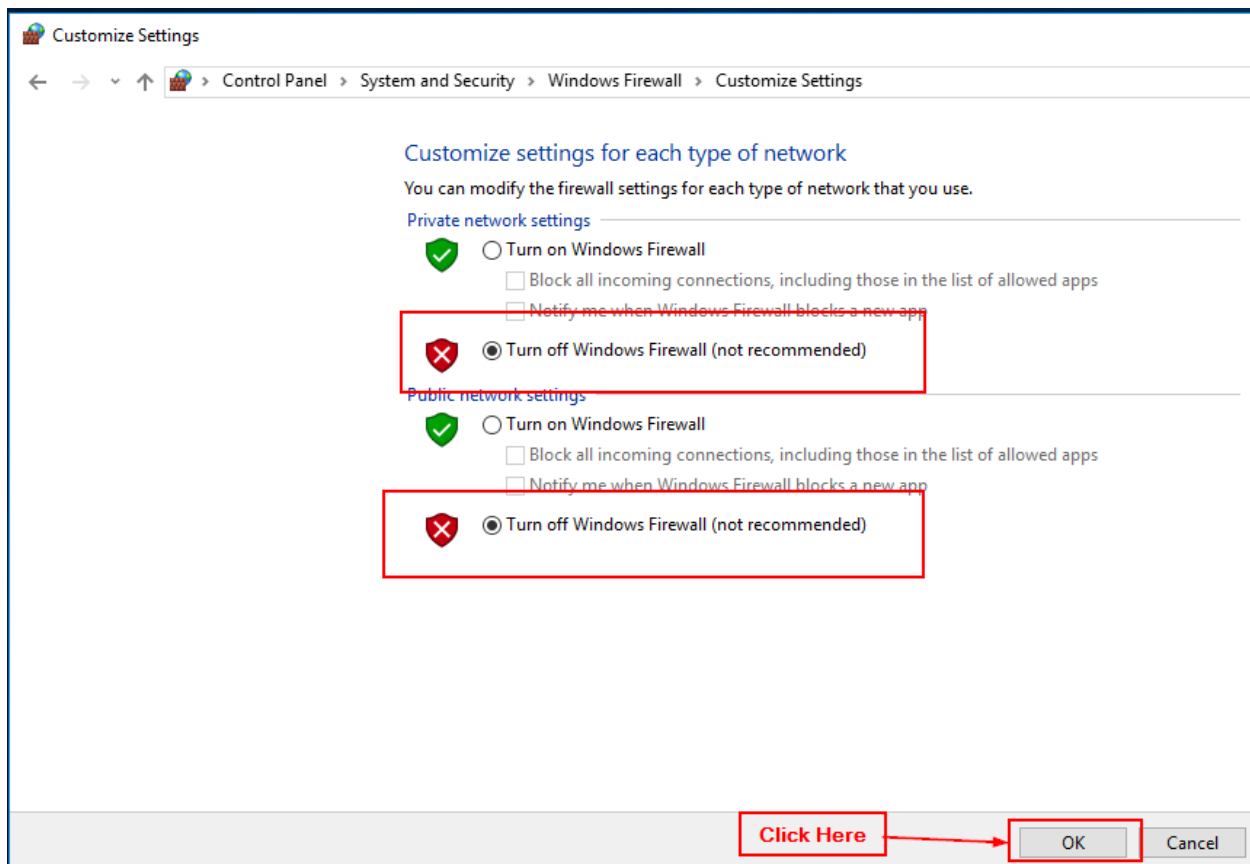 Customize Settings
Control Panel > System and Security > Windows Firewall > Customize Settings
Customize settings for each type of network
You can modify the firewall settings for each type of network that you use.
Private network settings
Turn on Windows Firewall
Block all incoming connections, including those in the list of allowed apps
Notify me when Windows Firewall blocks a new app
Turn off Windows Firewall (not recommended)
Public network settings
Turn on Windows Firewall
Block all incoming connections, including those in the list of allowed apps
Notify me when Windows Firewall blocks a new app
Turn off Windows Firewall (not recommended)
Click Here
OK
Cancel